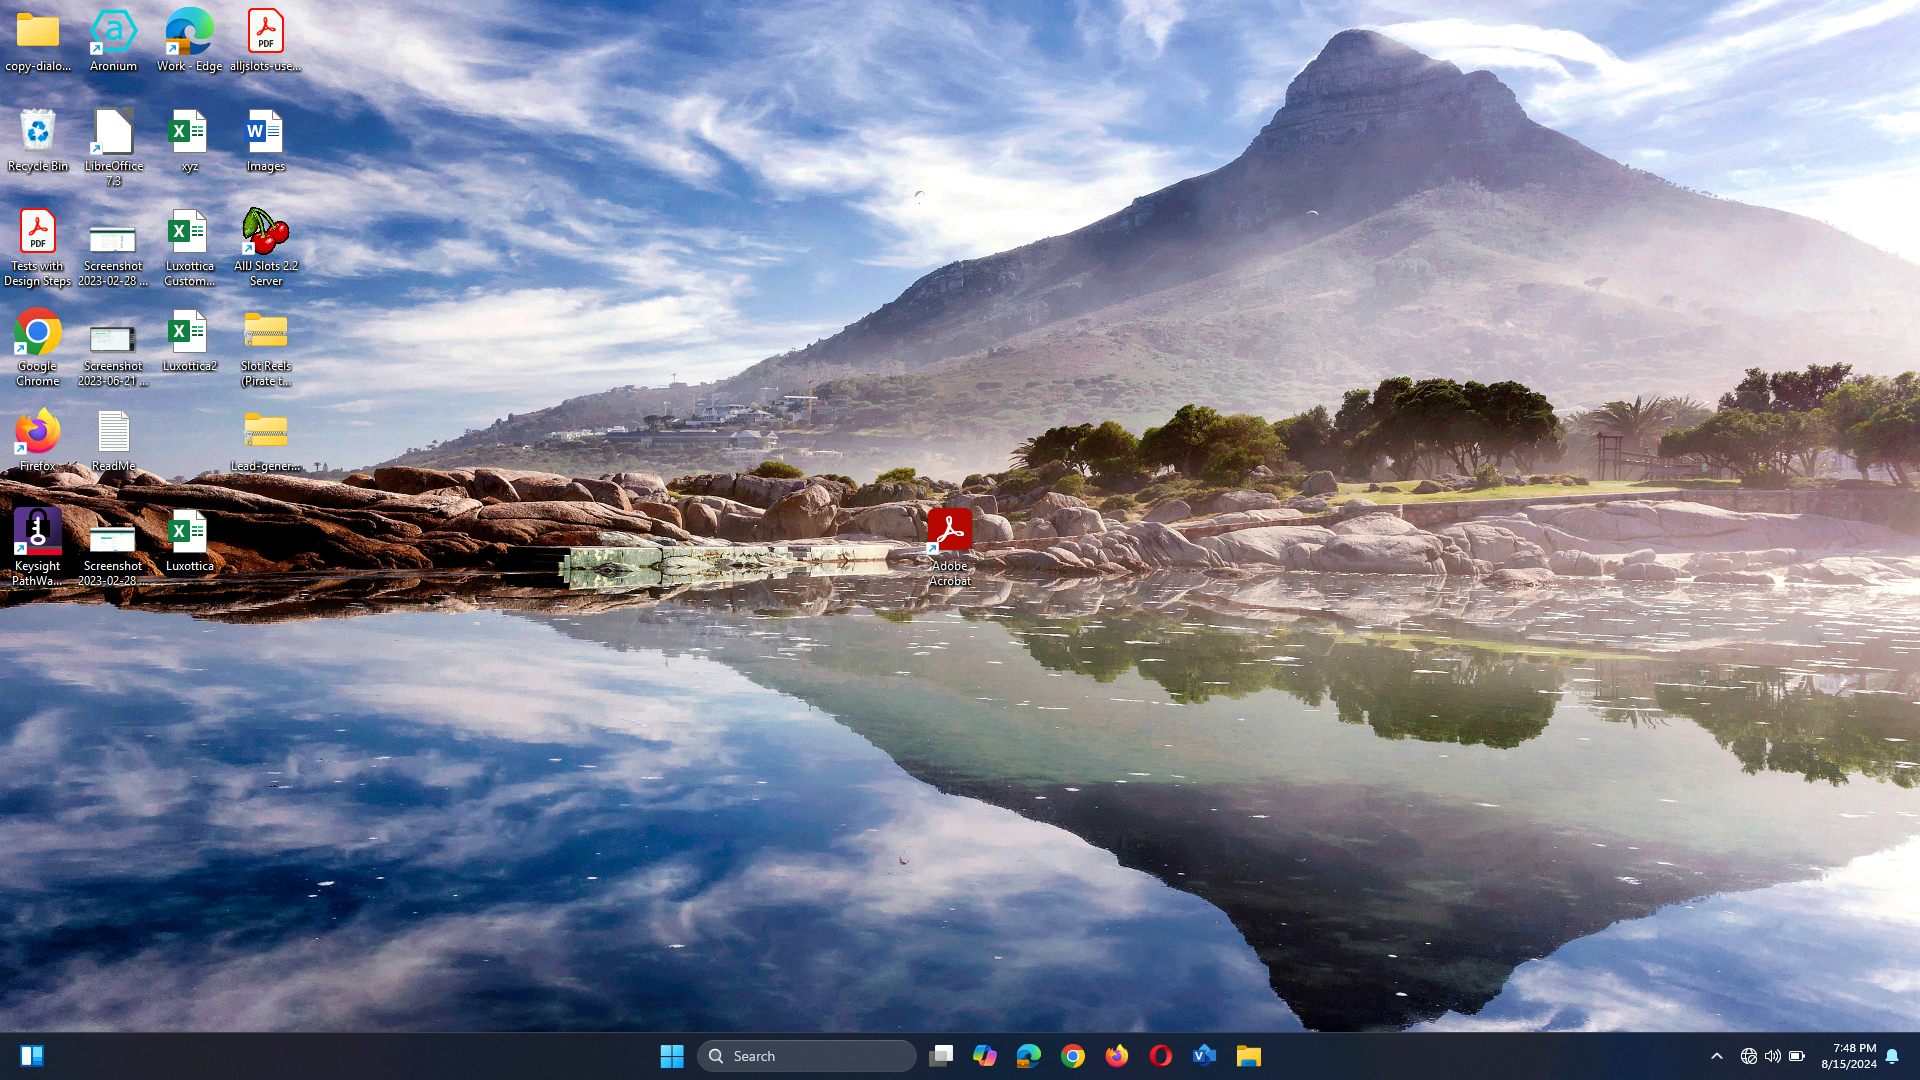 copy-dialo...
Aronium
Work - Edge
alljslots-use...
Recycle Bin
LibreOffice
7.3
xyz
Images
PDF
Tests with
Design Steps
Screenshot
2023-02-28 ...
Luxottica
Custom...
AllJ Slots 2.2
Server
Google
Chrome
Screenshot
2023-06-21 ...
Luxottica2
Slot Reels
(Pirate t...
Firefox
ReadMe
Lead-gener...
Keysight
PathWa...
Screenshot
2023-02-28 ...
Luxottica
Adobe
Acrobat
PDF
Search
7:48 PM
8/15/2024